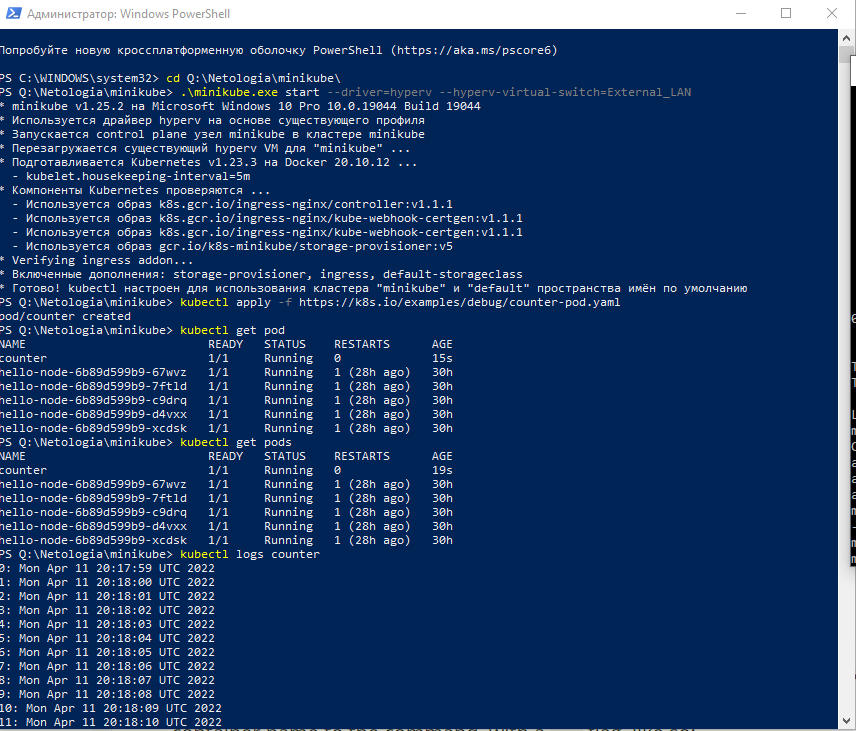 Администратор: Windows PowerShell
Попробуйте новую кроссплатформенную оболочку PowerShell (https://aka.ms/pscore6)
PS C:\WINDOWS\system32> cd Q:\Netologia\minikube\
PS Q:\Netologia\minikube> .\minikube.exe start --driver=hyperv --hyperv-virtual-switch=External_LAN
* minikube v1.25.2 на Microsoft Windows 10 Pro 10.0.19044 Build 19044
* Используется драйвер hyperv на основе существующего профиля
* Запускается control plane узел minikube в кластере minikube
* Перезагружается существующий hyperv VM для "minikube" ...
* Подготавливается Kubernetes v1.23.3 на Docker 20.10.12 ...
  - kubelet.housekeeping-interval=5m
* Компоненты Kubernetes проверяются ...
  - Используется образ k8s.gcr.io/ingress-nginx/controller:v1.1.1
  - Используется образ k8s.gcr.io/ingress-nginx/kube-webhook-certgen:v1.1.1
  - Используется образ k8s.gcr.io/ingress-nginx/kube-webhook-certgen:v1.1.1
  - Используется образ gcr.io/k8s-minikube/storage-provisioner:v5
* Verifying ingress addon...
* Включенные дополнения: storage-provisioner, ingress, default-storageclass
* Готово! kubectl настроен для использования кластера "minikube" и "default" пространства имён по умолчанию
PS Q:\Netologia\minikube> kubectl apply -f https://k8s.io/examples/debug/counter-pod.yaml
pod/counter created
PS Q:\Netologia\minikube> kubectl get pod
NAME READY STATUS RESTARTS AGE
counter 1/1 Running 0 15s
hello-node-6b89d599b9-67wvz 1/1 Running 1 (28h ago) 30h
hello-node-6b89d599b9-7ftld 1/1 Running 1 (28h ago) 30h
hello-node-6b89d599b9-c9drq 1/1 Running 1 (28h ago) 30h
hello-node-6b89d599b9-d4vxx 1/1 Running 1 (28h ago) 30h
hello-node-6b89d599b9-xcdsk 1/1 Running 1 (28h ago) 30h
PS Q:\Netologia\minikube> kubectl get pods
NAME READY STATUS RESTARTS AGE
counter 1/1 Running 0 19s
hello-node-6b89d599b9-67wvz 1/1 Running 1 (28h ago) 30h
hello-node-6b89d599b9-7ftld 1/1 Running 1 (28h ago) 30h
hello-node-6b89d599b9-c9drq 1/1 Running 1 (28h ago) 30h
hello-node-6b89d599b9-d4vxx 1/1 Running 1 (28h ago) 30h
hello-node-6b89d599b9-xcdsk 1/1 Running 1 (28h ago) 30h
PS Q:\Netologia\minikube> kubectl logs counter
0: Mon Apr 11 20:17:59 UTC 2022
1: Mon Apr 11 20:18:00 UTC 2022
2: Mon Apr 11 20:18:01 UTC 2022
3: Mon Apr 11 20:18:02 UTC 2022
4: Mon Apr 11 20:18:03 UTC 2022
5: Mon Apr 11 20:18:04 UTC 2022
6: Mon Apr 11 20:18:05 UTC 2022
7: Mon Apr 11 20:18:06 UTC 2022
8: Mon Apr 11 20:18:07 UTC 2022
9: Mon Apr 11 20:18:08 UTC 2022
10: Mon Apr 11 20:18:09 UTC 2022
11: Mon Apr 11 20:18:10 UTC 2022